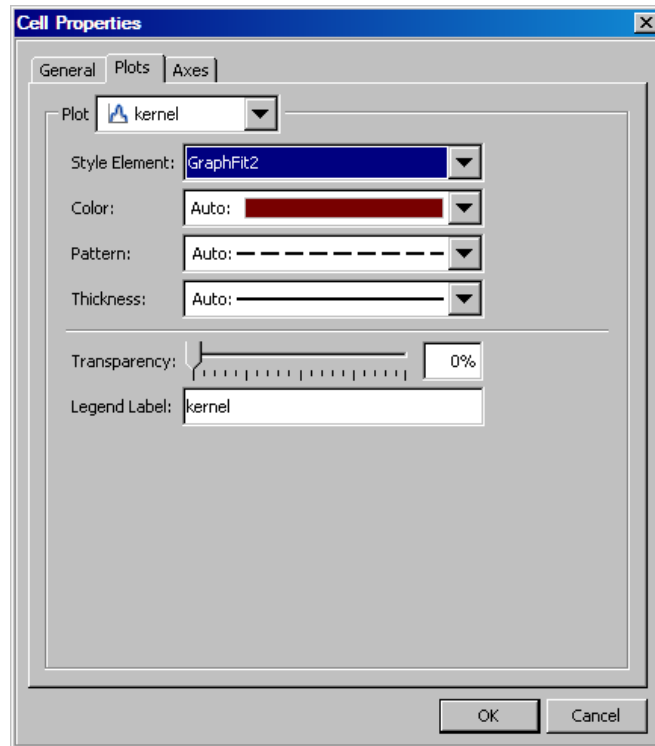 Cell Properties
General Plots Axes
Plot kernel
Style Element: GraphFit2
Color: Auto:
Pattern: Auto:
Thickness: Auto:
Transparency: 0%
Legend Label: kernel
OK Cancel